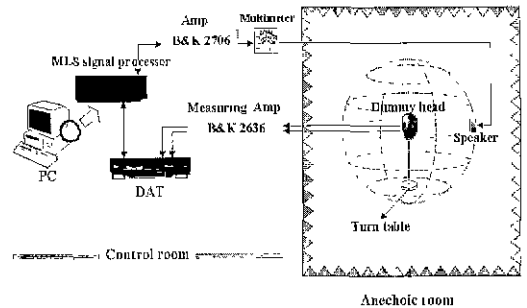 Amp
B&K 2706
Multimeter
MLS signal processor
Measuring Amp
B&K 2636
PC
DAT
Dummy head
Speaker
Turn table
Control room
Anechoic room